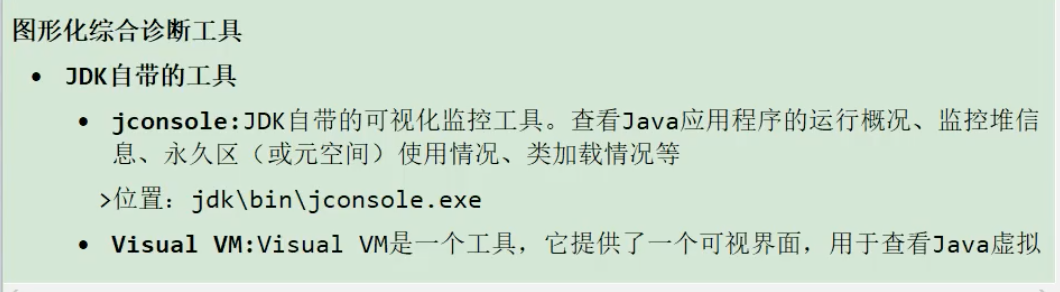 图形化综合诊断工具
• JDK自带的工具
• jconsole:JDK自带的可视化监控工具。查看Java应用程序的运行概况、监控堆信
息、永久区（或元空间）使用情况、类加载情况等
>位置：jdk\bin\jconsole.exe
• Visual VM:Visual VM是一个工具，它提供了一个可视界面，用于查看Java虚拟